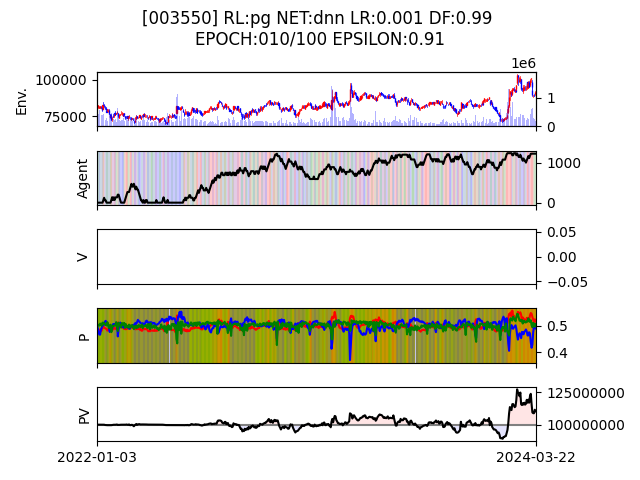 [003550] RL:pg NET:dnn LR:0.001 DF:0.99
EPOCH:010/100 EPSILON:0.91
1e6
Env.
100000
75000
1
0
Agent
1000
0
V
0.05
0.00
−0.05
P
0.5
0.4
PV
125000000
100000000
2022-01-03
2024-03-22